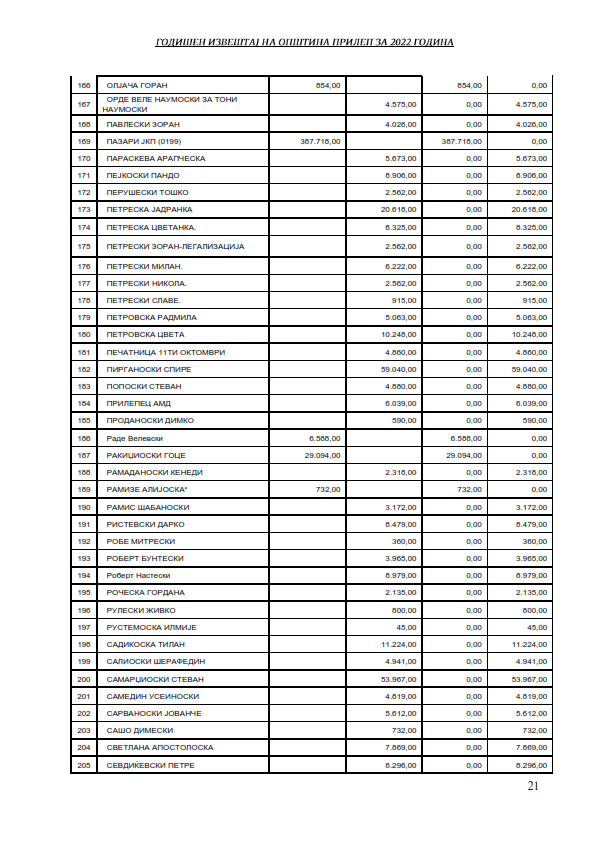 ГОДИШЕН ИЗВЕШТАЈ НА ОПШТИНА ПРИЛЕП ЗА 2022 ГОДИНА
166 ОЛЈАЧА ГОРАН 854,00 854,00 0,00
167 ОРДЕ ВЕЛЕ НАУМОСКИ ЗА ТОНИ НАУМОСКИ 4.575,00 0,00 4.575,00
168 ПАВЛЕСКИ ЗОРАН 4.026,00 0,00 4.026,00
169 ПАЗАРИ ЈКП (0199) 387.718,00 387.718,00 0,00
170 ПАРАСКЕВА АРАПЧЕСКА 5.673,00 0,00 5.673,00
171 ПЕЈКОСКИ ПАНДО 8.906,00 0,00 8.906,00
172 ПЕРУШЕСКИ ТОШКО 2.562,00 0,00 2.562,00
173 ПЕТРЕСКА ЈАДРАНКА 20.618,00 0,00 20.618,00
174 ПЕТРЕСКА ЦВЕТАНКА. 8.325,00 0,00 8.325,00
175 ПЕТРЕСКИ ЗОРАН-ЛЕГАЛИЗАЦИЈА 2.562,00 0,00 2.562,00
176 ПЕТРЕСКИ МИЛАН. 6.222,00 0,00 6.222,00
177 ПЕТРЕСКИ НИКОЛА. 2.562,00 0,00 2.562,00
178 ПЕТРЕСКИ СЛАВЕ. 915,00 0,00 915,00
179 ПЕТРОВСКА РАДМИЛА 5.063,00 0,00 5.063,00
180 ПЕТРОВСКА ЦВЕТА 10.248,00 0,00 10.248,00
181 ПЕЧАТНИЦА 11ТИ ОКТОМВРИ 4.860,00 0,00 4.860,00
182 ПИРГАНОСКИ СПИРЕ 59.040,00 0,00 59.040,00
183 ПОПОСКИ СТЕВАН 4.880,00 0,00 4.880,00
184 ПРИЛЕПЕЦ АМД 6.039,00 0,00 6.039,00
185 ПРОДАНОСКИ ДИМКО 590,00 0,00 590,00
186 Раде Велевски 6.588,00 6.588,00 0,00
187 РАКИЏИОСКИ ГОЦЕ 29.094,00 29.094,00 0,00
188 РАМАДАНОСКИ КЕНЕДИ 2.318,00 0,00 2.318,00
189 РАМИЗЕ АЛИЈОСКА* 732,00 732,00 0,00
190 РАМИС ШАБАНОСКИ 3.172,00 0,00 3.172,00
191 РИСТЕВСКИ ДАРКО 8.479,00 0,00 8.479,00
192 РОБЕ МИТРЕСКИ 360,00 0,00 360,00
193 РОБЕРТ БУНТЕСКИ 3.965,00 0,00 3.965,00
194 Роберт Настески 8.979,00 0,00 8.979,00
195 РОЧЕСКА ГОРДАНА 2.135,00 0,00 2.135,00
196 РУЛЕСКИ ЖИВКО 800,00 0,00 800,00
197 РУСТЕМОСКА ИЛМИЈЕ 45,00 0,00 45,00
198 САДИКОСКА ТИЛАН 11.224,00 0,00 11.224,00
199 САЛИОСКИ ШЕРАФЕДИН 4.941,00 0,00 4.941,00
200 САМАРЏИОСКИ СТЕВАН 53.967,00 0,00 53.967,00
201 САМЕДИН УСЕИНОСКИ 4.819,00 0,00 4.819,00
202 САРВАНОСКИ ЈОВАНЧЕ 5.612,00 0,00 5.612,00
203 САШО ДИМЕСКИ 732,00 0,00 732,00
204 СВЕТЛАНА АПОСТОЛОСКА 7.869,00 0,00 7.869,00
205 СЕВДИЌЕВСКИ ПЕТРЕ 8.296,00 0,00 8.296,00
21